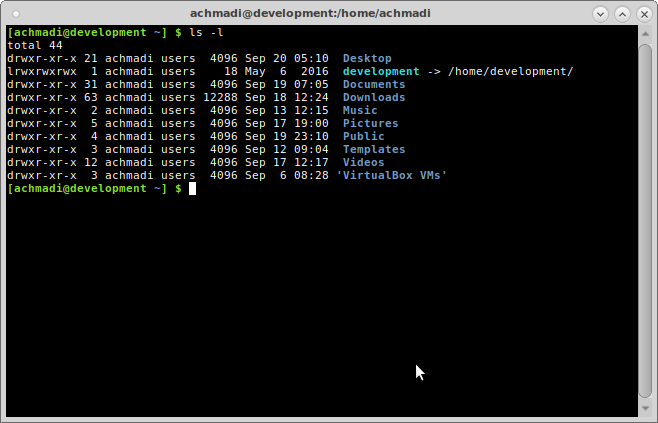 achmadi@development:/home/achmadi
[achmadi@development ~] $ ls -l
total 44
drwxr-xr-x 21 achmadi users  4096 Sep 20 05:10  Desktop
lrwxrwxrwx  1 achmadi users    18 May  6  2016  development -> /home/development/
drwxr-xr-x 31 achmadi users  4096 Sep 19 07:05  Documents
drwxr-xr-x 63 achmadi users 12288 Sep 18 12:24  Downloads
drwxr-xr-x  2 achmadi users  4096 Sep 13 12:15  Music
drwxr-xr-x  5 achmadi users  4096 Sep 17 19:00  Pictures
drwxr-xr-x  4 achmadi users  4096 Sep 19 23:10  Public
drwxr-xr-x  3 achmadi users  4096 Sep 12 09:04  Templates
drwxr-xr-x 12 achmadi users  4096 Sep 17 12:17  Videos
drwxr-xr-x  3 achmadi users  4096 Sep  6 08:28 'VirtualBox VMs'
[achmadi@development ~] $